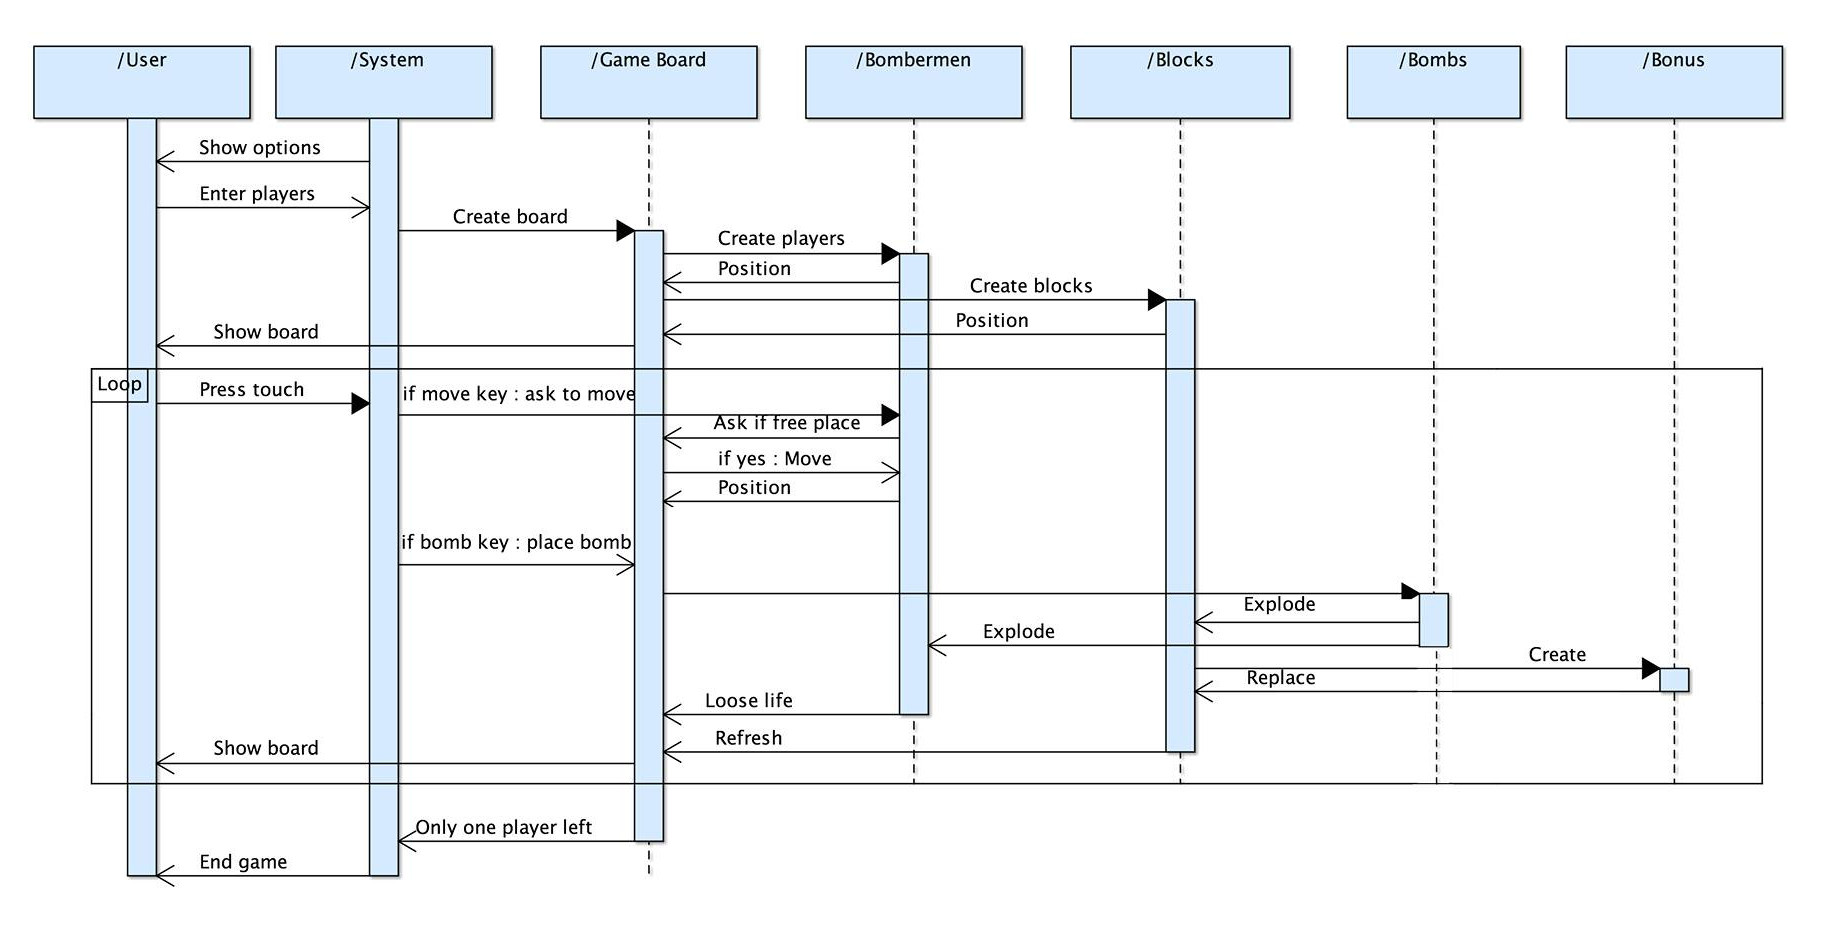 /User
/System
/Game Board
/Bombermen
/Blocks
/Bombs
/Bonus
Show options
Enter players
Create board
Create players
Position
Create blocks
Position
Show board
Loop
Press touch
if move key : ask to move
Ask if free place
if yes : Move
Position
if bomb key : place bomb
Explode
Explode
Create
Replace
Loose life
Refresh
Show board
Only one player left
End game